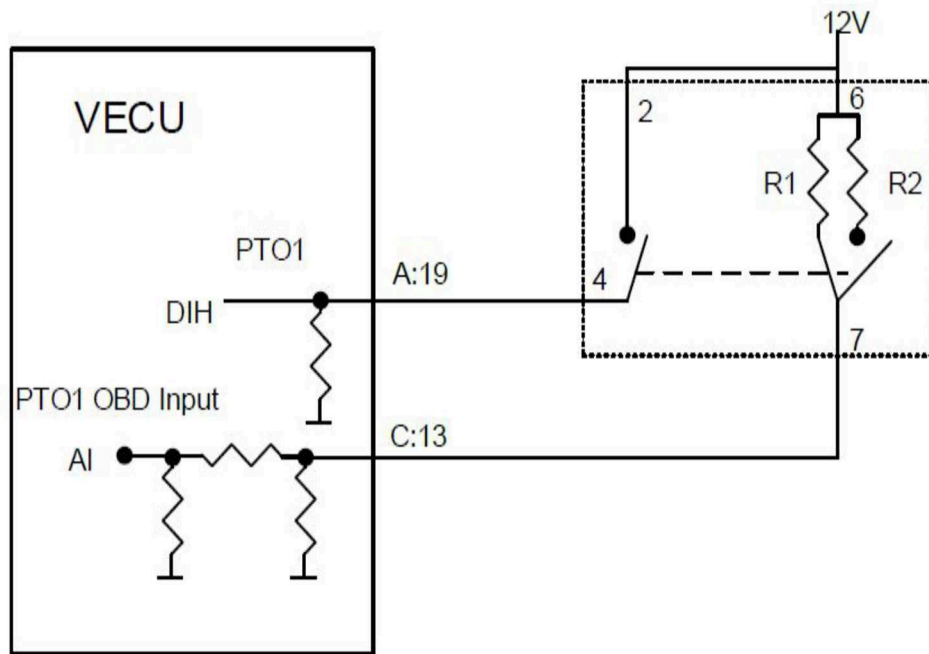 12V
VECU
2
6
R1
R2
PTO1
A:19
4
DIH
7
PTO1 OBD Input
C:13
AI